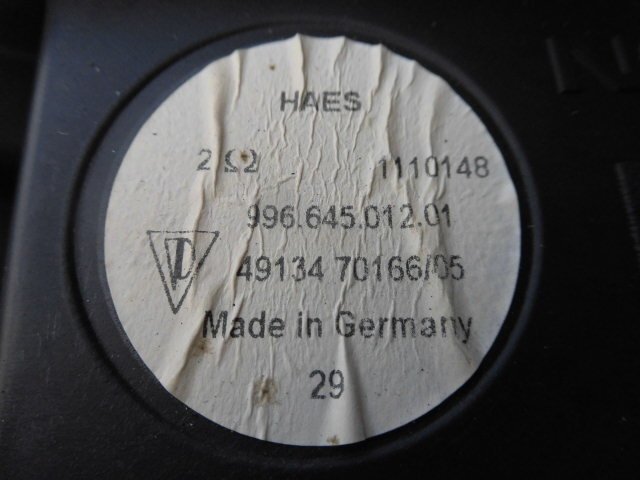 HAES
2 Ω 1110148
996.645.012.01
49134 70166/05
Made in Germany
29